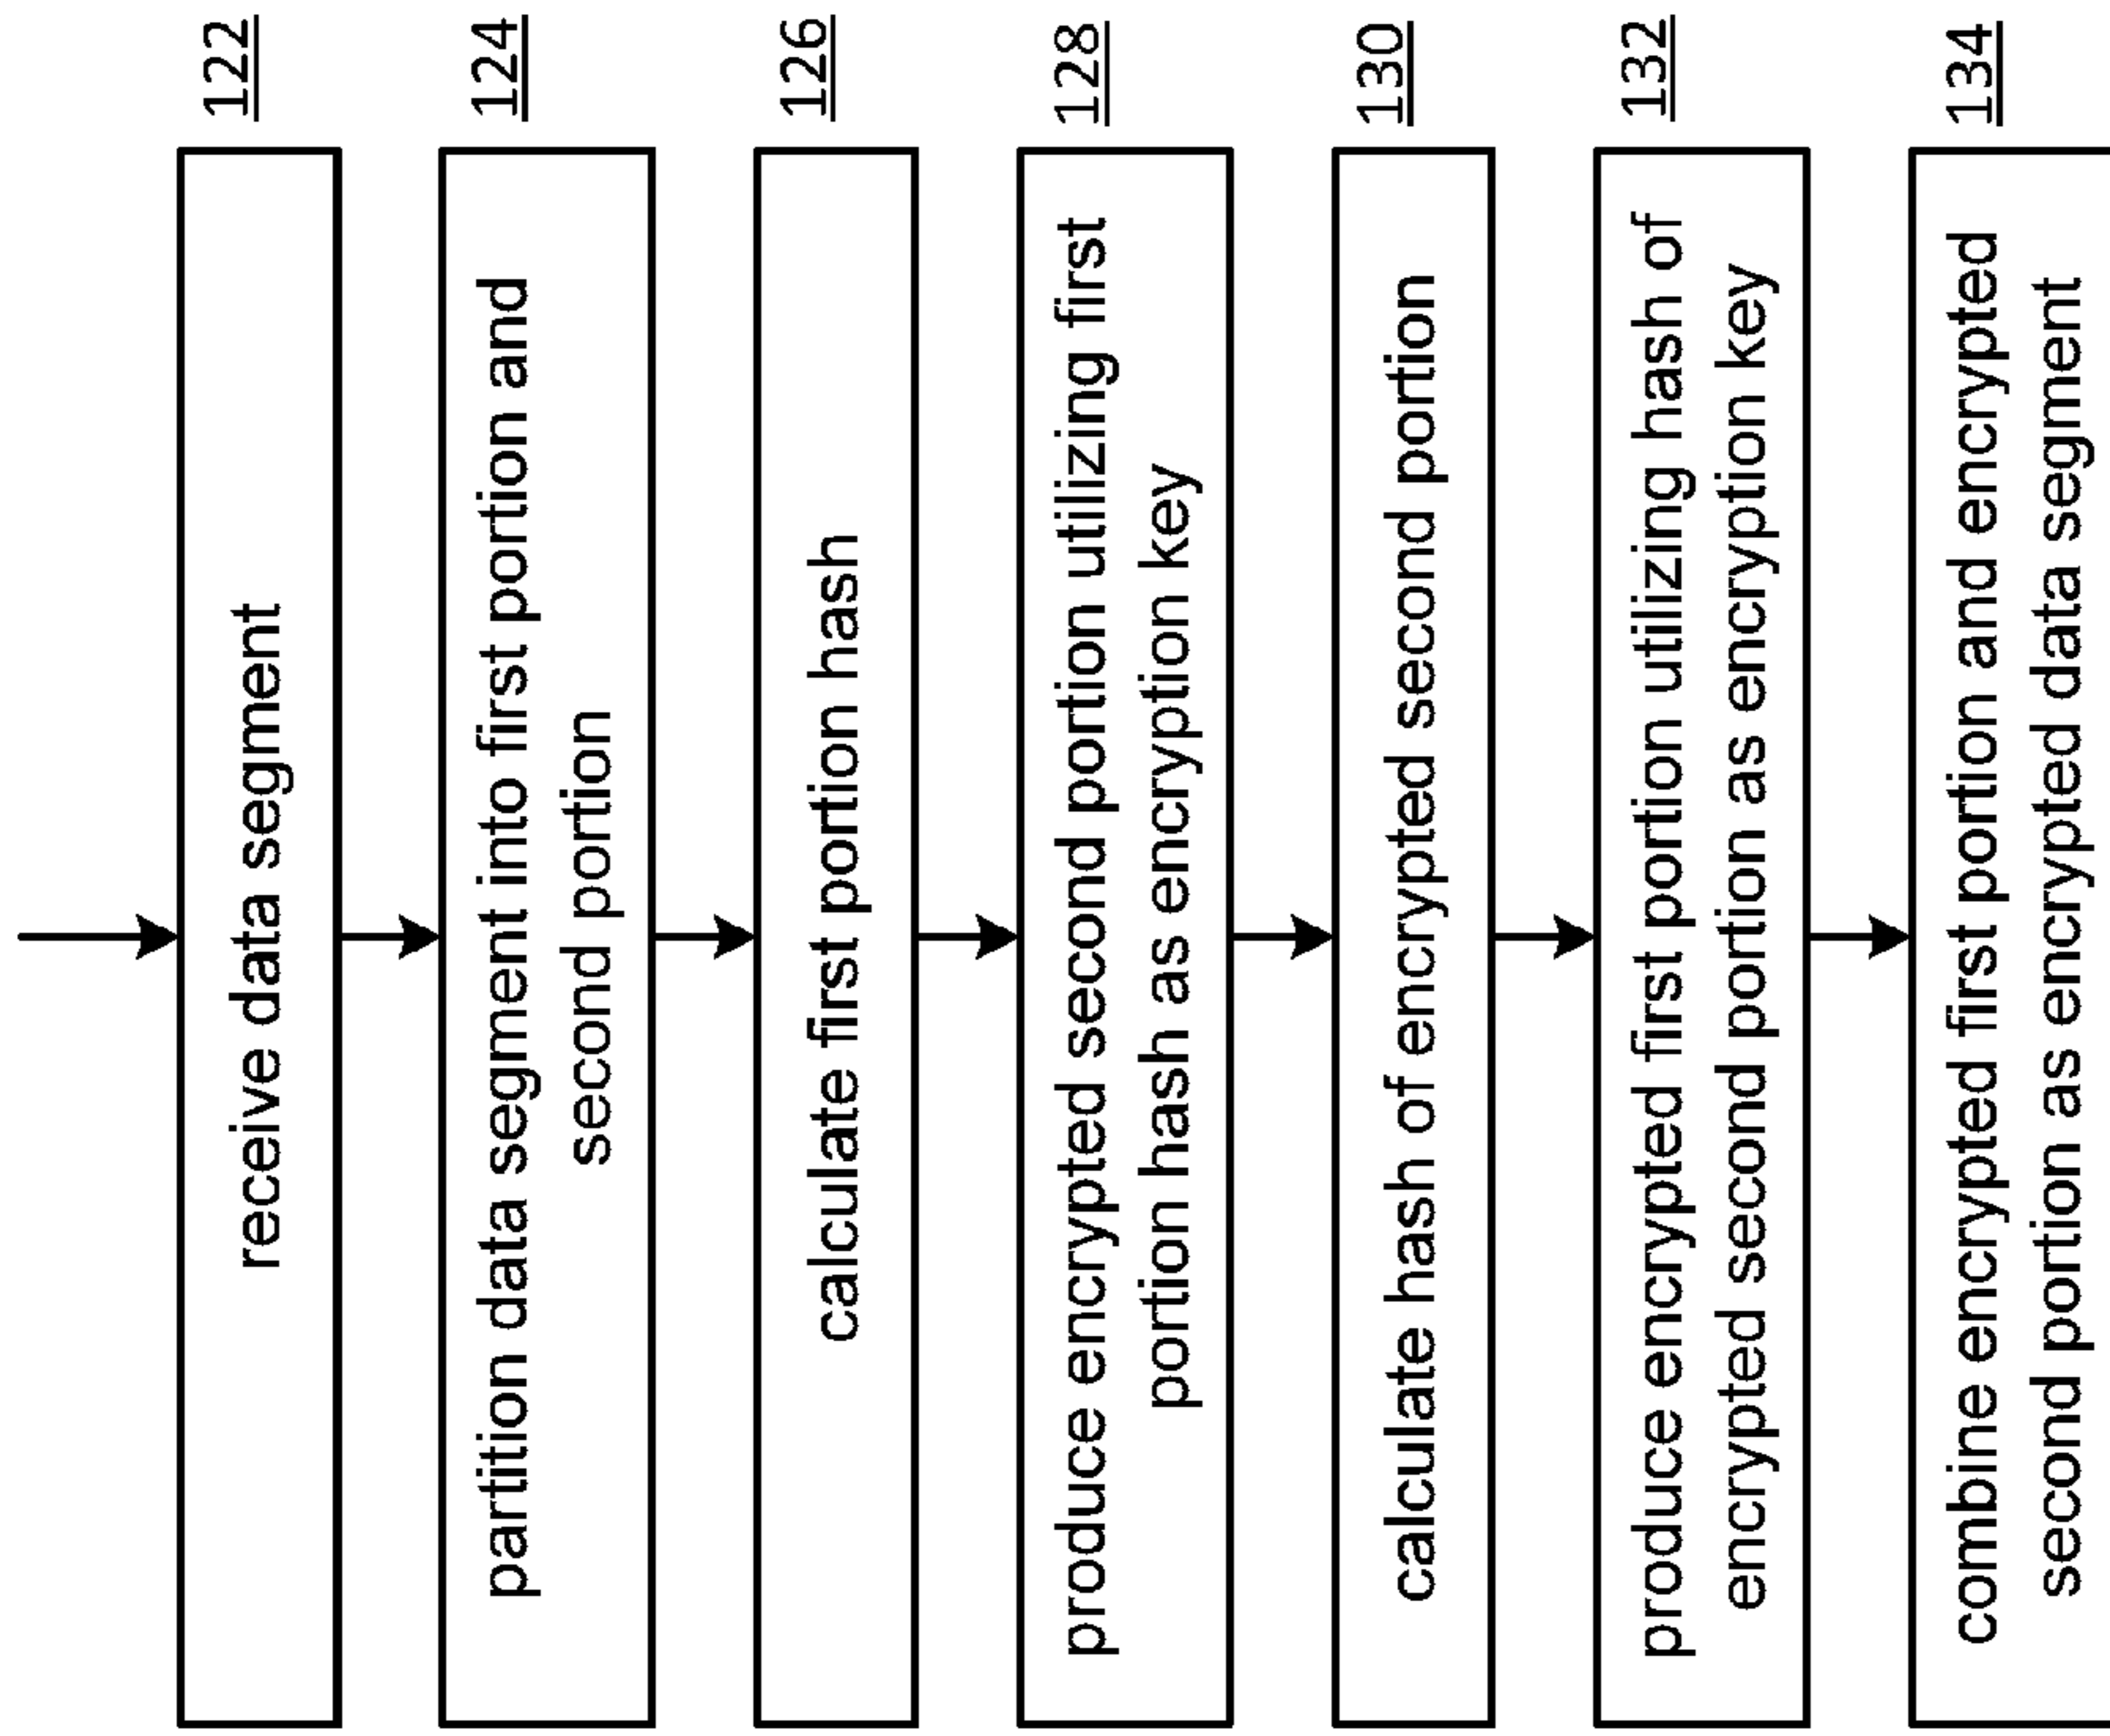 receive data segment
122
partition data segment into first portion and
second portion
124
calculate first portion hash
126
produce encrypted second portion utilizing first
portion hash as encryption key
128
calculate hash of encrypted second portion
130
produce encrypted first portion utilizing hash of
encrypted second portion as encryption key
132
combine encrypted first portion and encrypted
second portion as encrypted data segment
134